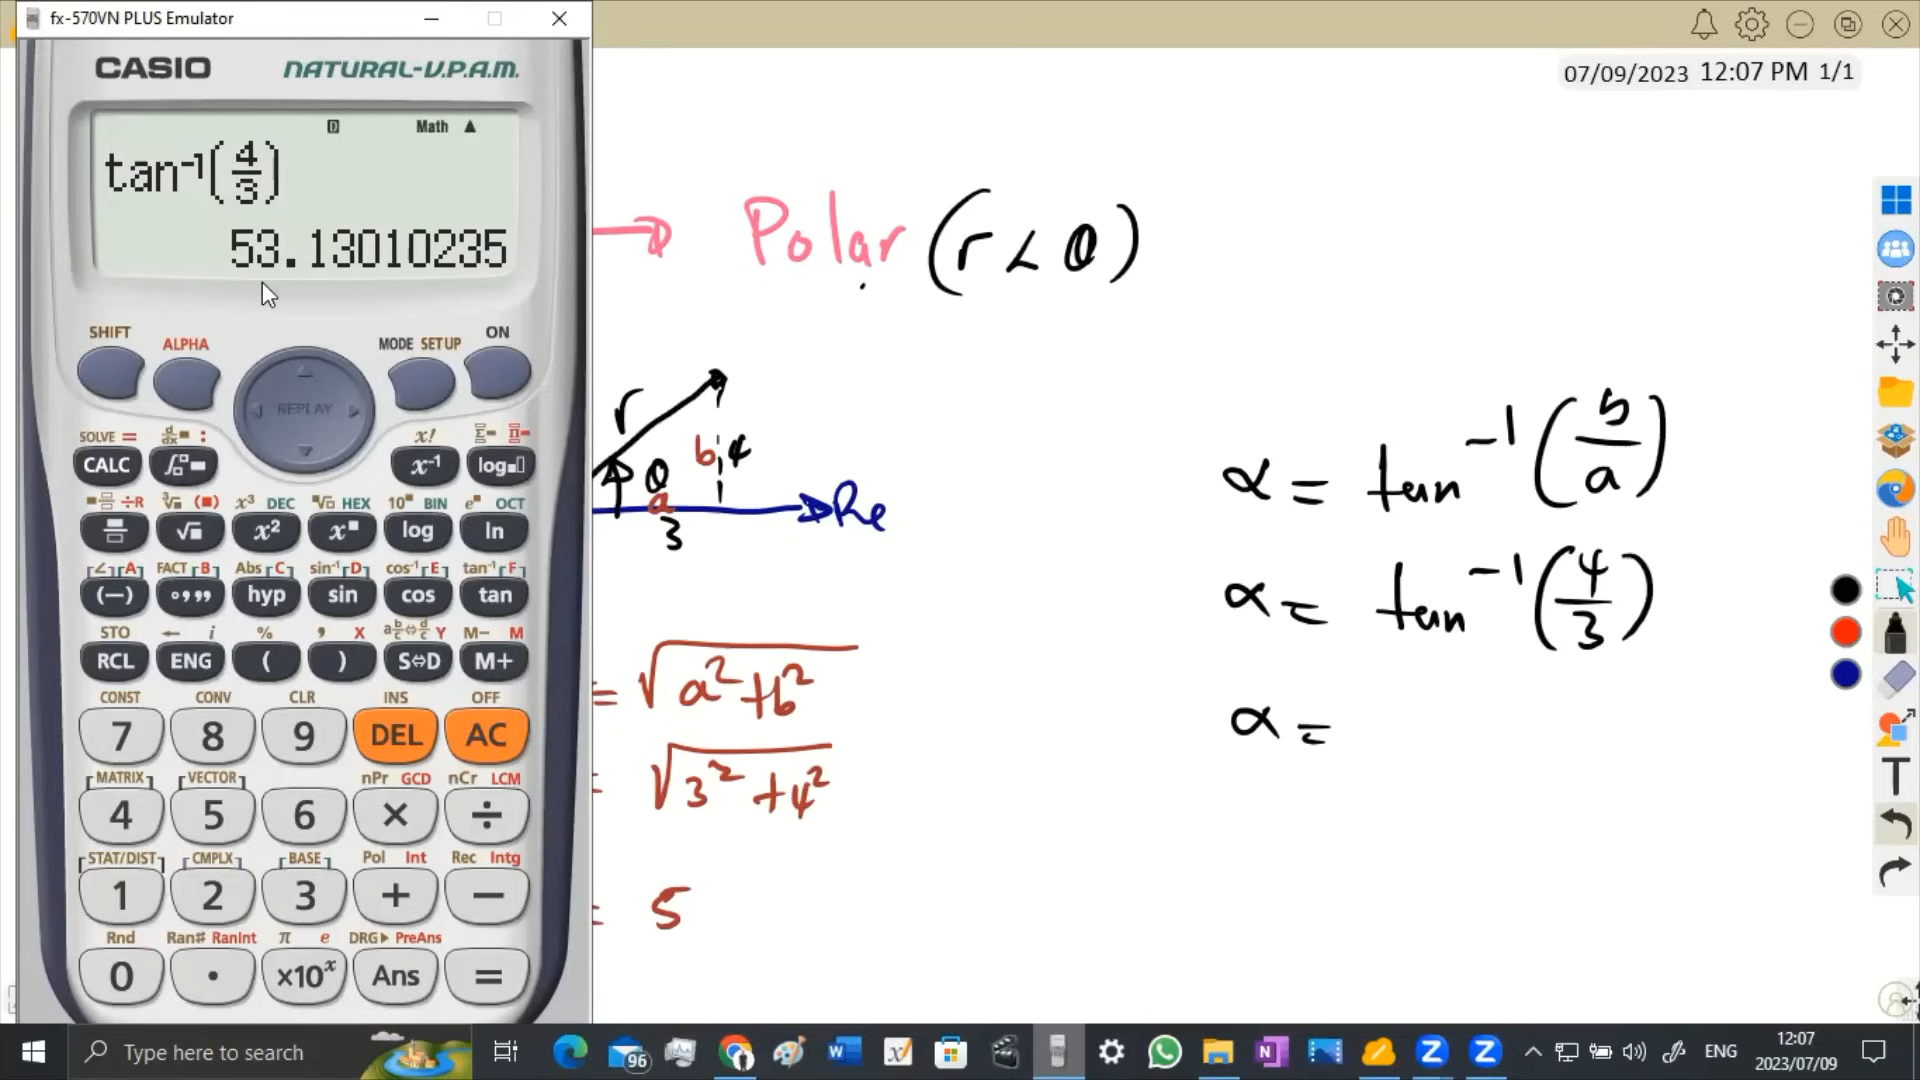 fx-570VN PLUS Emulator
07/09/2023 12:07 PM 1/1
CASIO NATURAL-V.P.A.M.
D Math ▲
tan⁻¹(4/3)
53.13010235
Polar (r < θ)
SHIFT ALPHA REPLAY MODE SETUP ON
SOLVE = d/dx : x! Σ Π
CALC ∫ x⁻¹ log
÷R ³√ x³ DEC √ HEX 10^ BIN e^ OCT
√ x² x^ log ln
∠ A FACT B Abs C sin⁻¹ D cos⁻¹ E tan⁻¹ F
(−) °,,, hyp sin cos tan
STO ← i % , X a b/c ⇔ d/c Y M− M
RCL ENG ( ) S⇔D M+
CONST CONV CLR INS OFF
7 8 9 DEL AC
MATRIX VECTOR nPr GCD nCr LCM
4 5 6 × ÷
STAT/DIST CMPLX BASE Pol Int Rec Intg
1 2 3 + −
Rnd Ran# RanInt π e DRG▶ PreAns
0 . ×10ˣ Ans =
r b 4
θ
a Re
3
= √(a² + b²)
= √(3² + 4²)
= 5
α = tan⁻¹(b/a)
α = tan⁻¹(4/3)
α =
T
Type here to search
96
ENG
12:07
2023/07/09